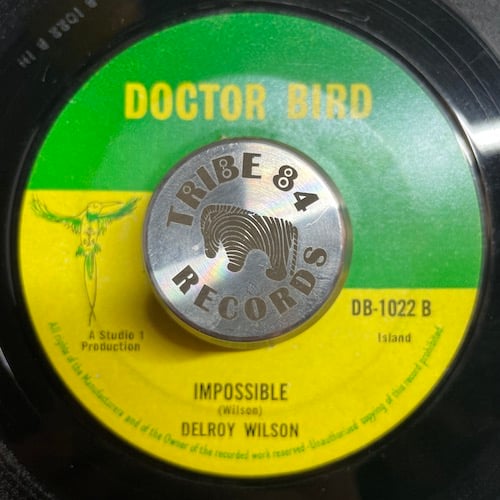 DOCTOR BIRD
TRIBE 84
RECORDS
DB-1022 B
A Studio 1
Production
Island
IMPOSSIBLE
(Wilson)
DELROY WILSON
All rights of the Manufacturers and of the Owner of the recorded work reserved-Unauthorised copying of this record prohibited.